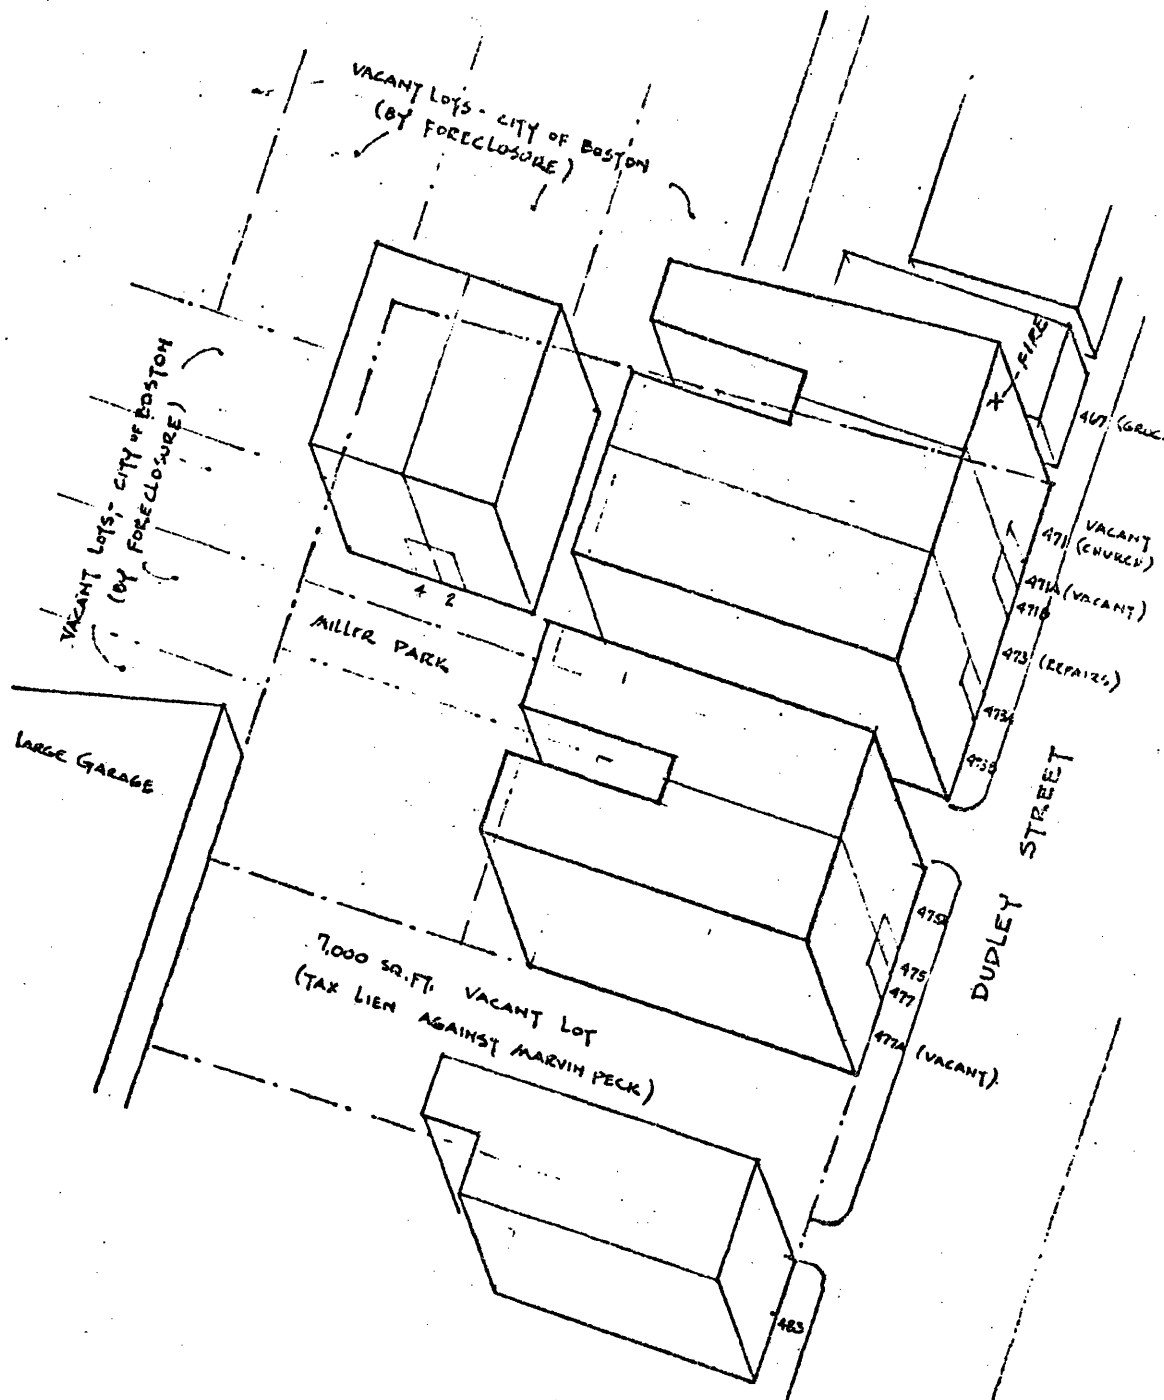 VACANT LOTS - CITY OF BOSTON
(BY FORECLOSURE)
FIRE
467 (GROC.
VACANT LOTS, - CITY OF BOSTON
(BY FORECLOSURE)
471 VACANT
(CHURCH)
471A (VACANT)
471B
4 2
MILLER PARK
473 (REPAIRS)
473A
473B
LARGE GARAGE
DUDLEY STREET
475A
475
477
477A (VACANT)
7,000 SQ. FT. VACANT LOT
(TAX LIEN AGAINST MARVIN PECK)
483